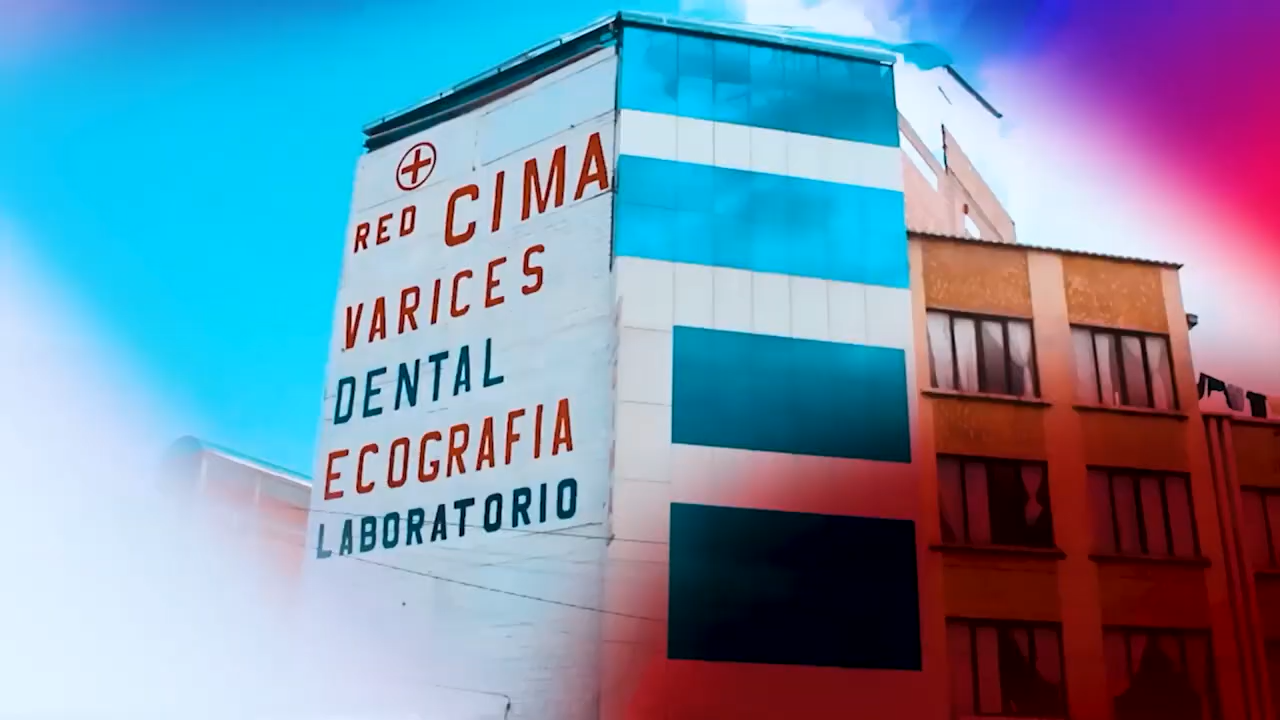 RED CIMA
VARICES
DENTAL
ECOGRAFIA
LABORATORIO